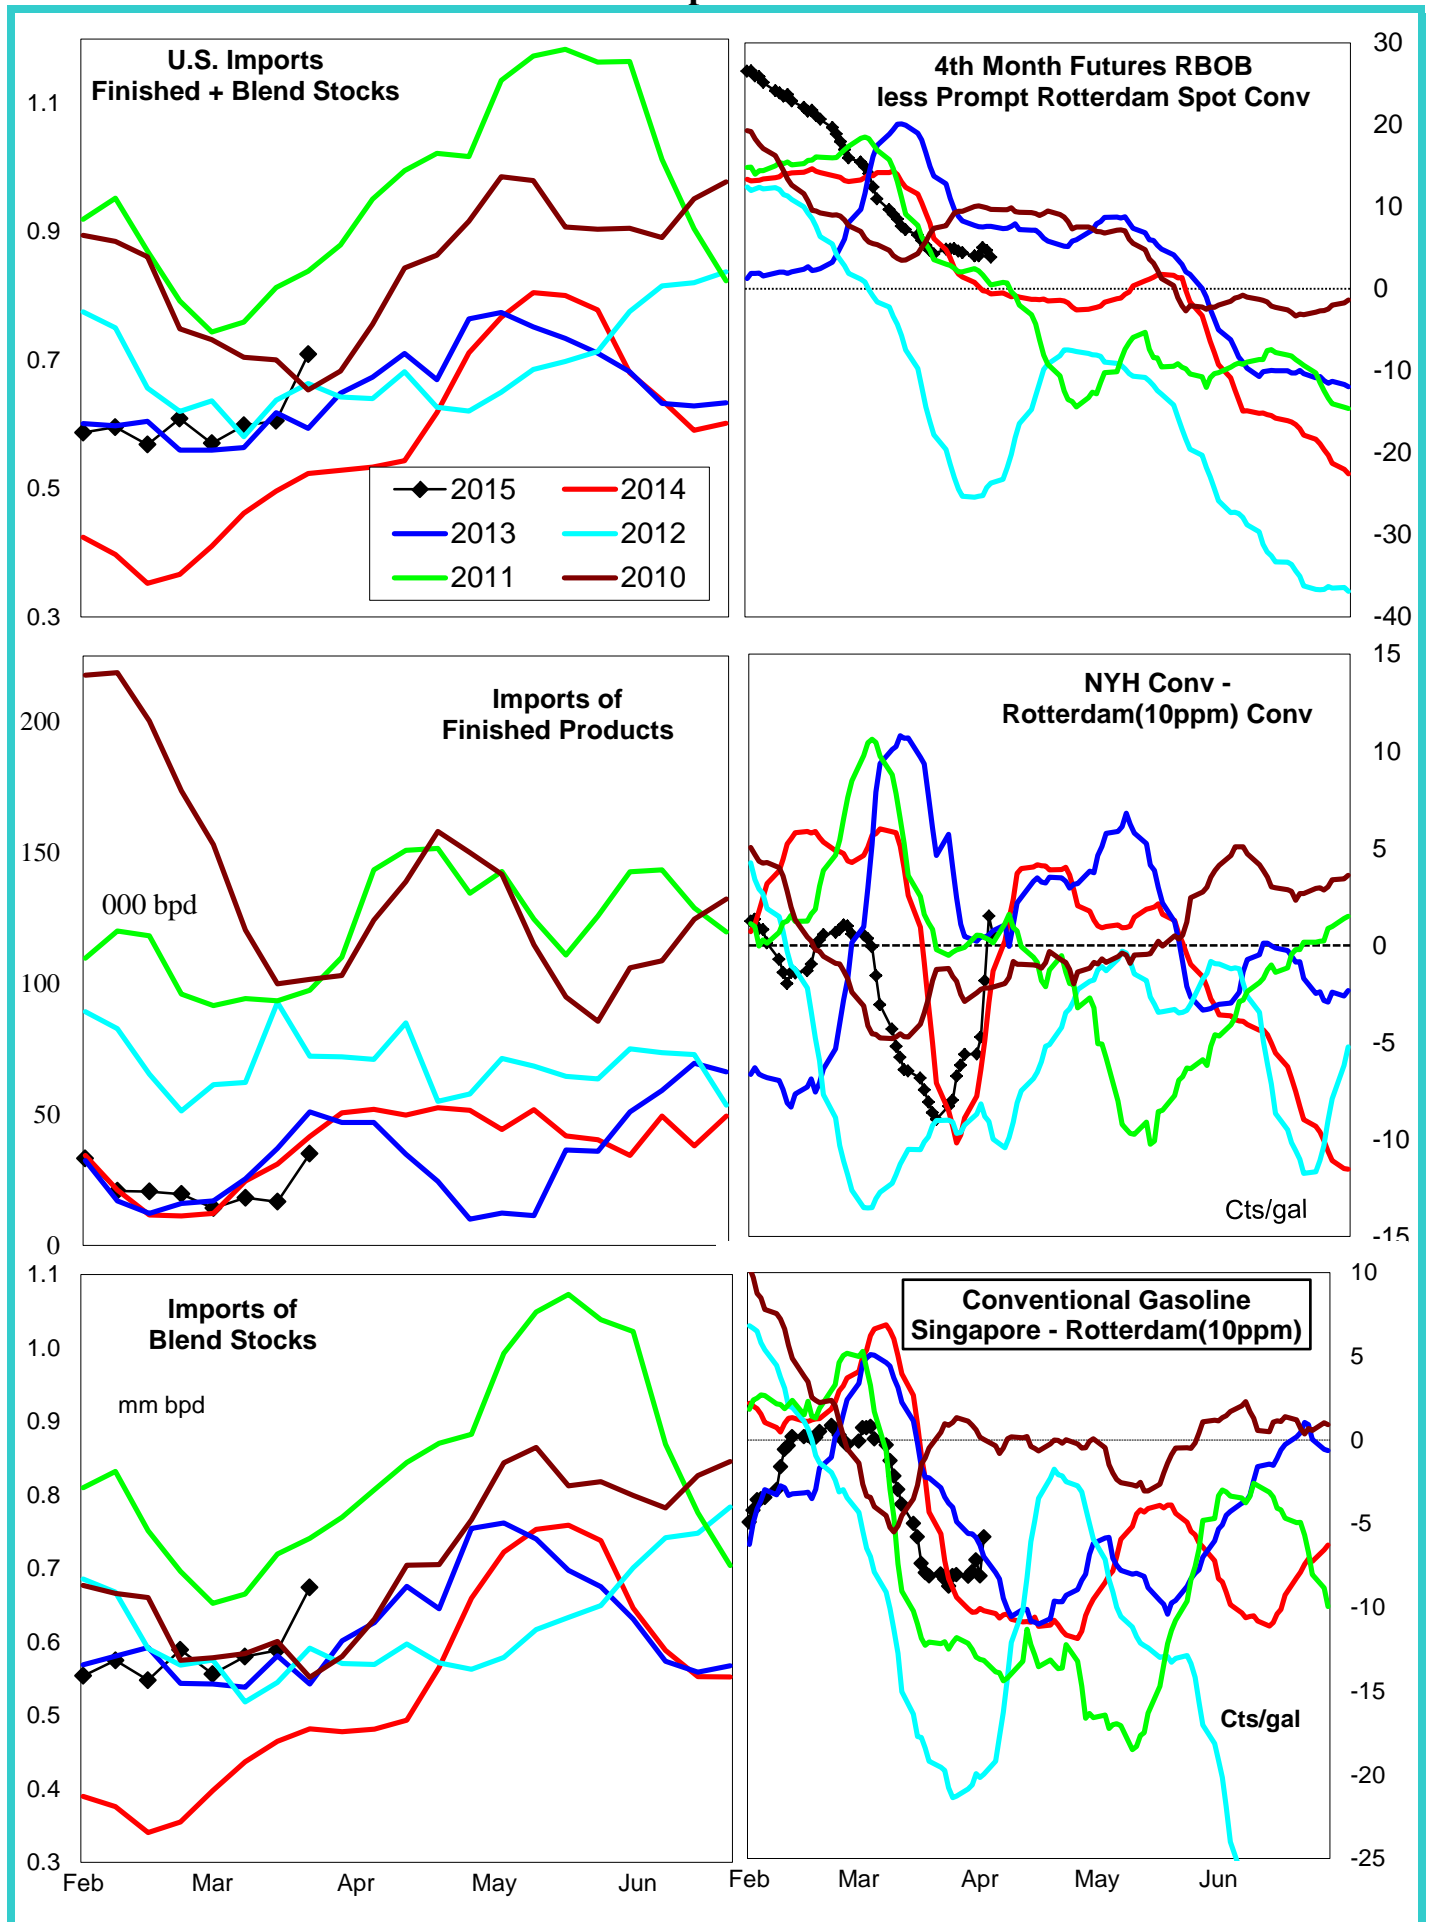 U.S. Imports
Finished + Blend Stocks
1.1
0.9
0.7
0.5
0.3
2015
2014
2013
2012
2011
2010
4th Month Futures RBOB
less Prompt Rotterdam Spot Conv
30
20
10
0
-10
-20
-30
-40
Imports of
Finished Products
000 bpd
200
150
100
50
0
NYH Conv -
Rotterdam(10ppm) Conv
15
10
5
0
-5
-10
-15
Cts/gal
Imports of
Blend Stocks
mm bpd
1.1
1.0
0.9
0.8
0.7
0.6
0.5
0.4
0.3
Feb
Mar
Apr
May
Jun
Conventional Gasoline
Singapore - Rotterdam(10ppm)
10
5
0
-5
-10
-15
-20
-25
Cts/gal
Feb
Mar
Apr
May
Jun